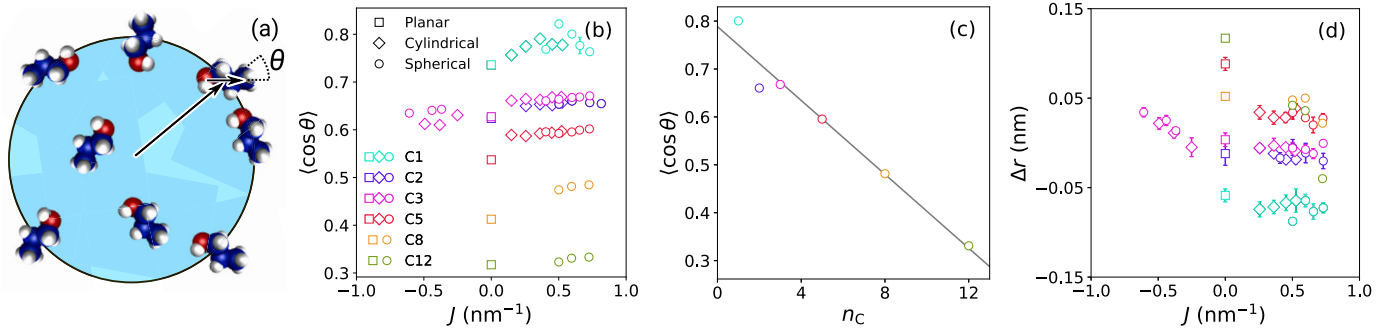 (a)
θ
(b)
Planar
Cylindrical
Spherical
C1
C2
C3
C5
C8
C12
⟨cos θ⟩
0.8
0.7
0.6
0.5
0.4
0.3
−1.0
−0.5
0.0
0.5
1.0
J (nm⁻¹)
(c)
⟨cos θ⟩
0.8
0.7
0.6
0.5
0.4
0.3
0
4
8
12
n_C
(d)
Δr (nm)
0.15
0.05
−0.05
−0.15
−1.0
−0.5
0.0
0.5
1.0
J (nm⁻¹)